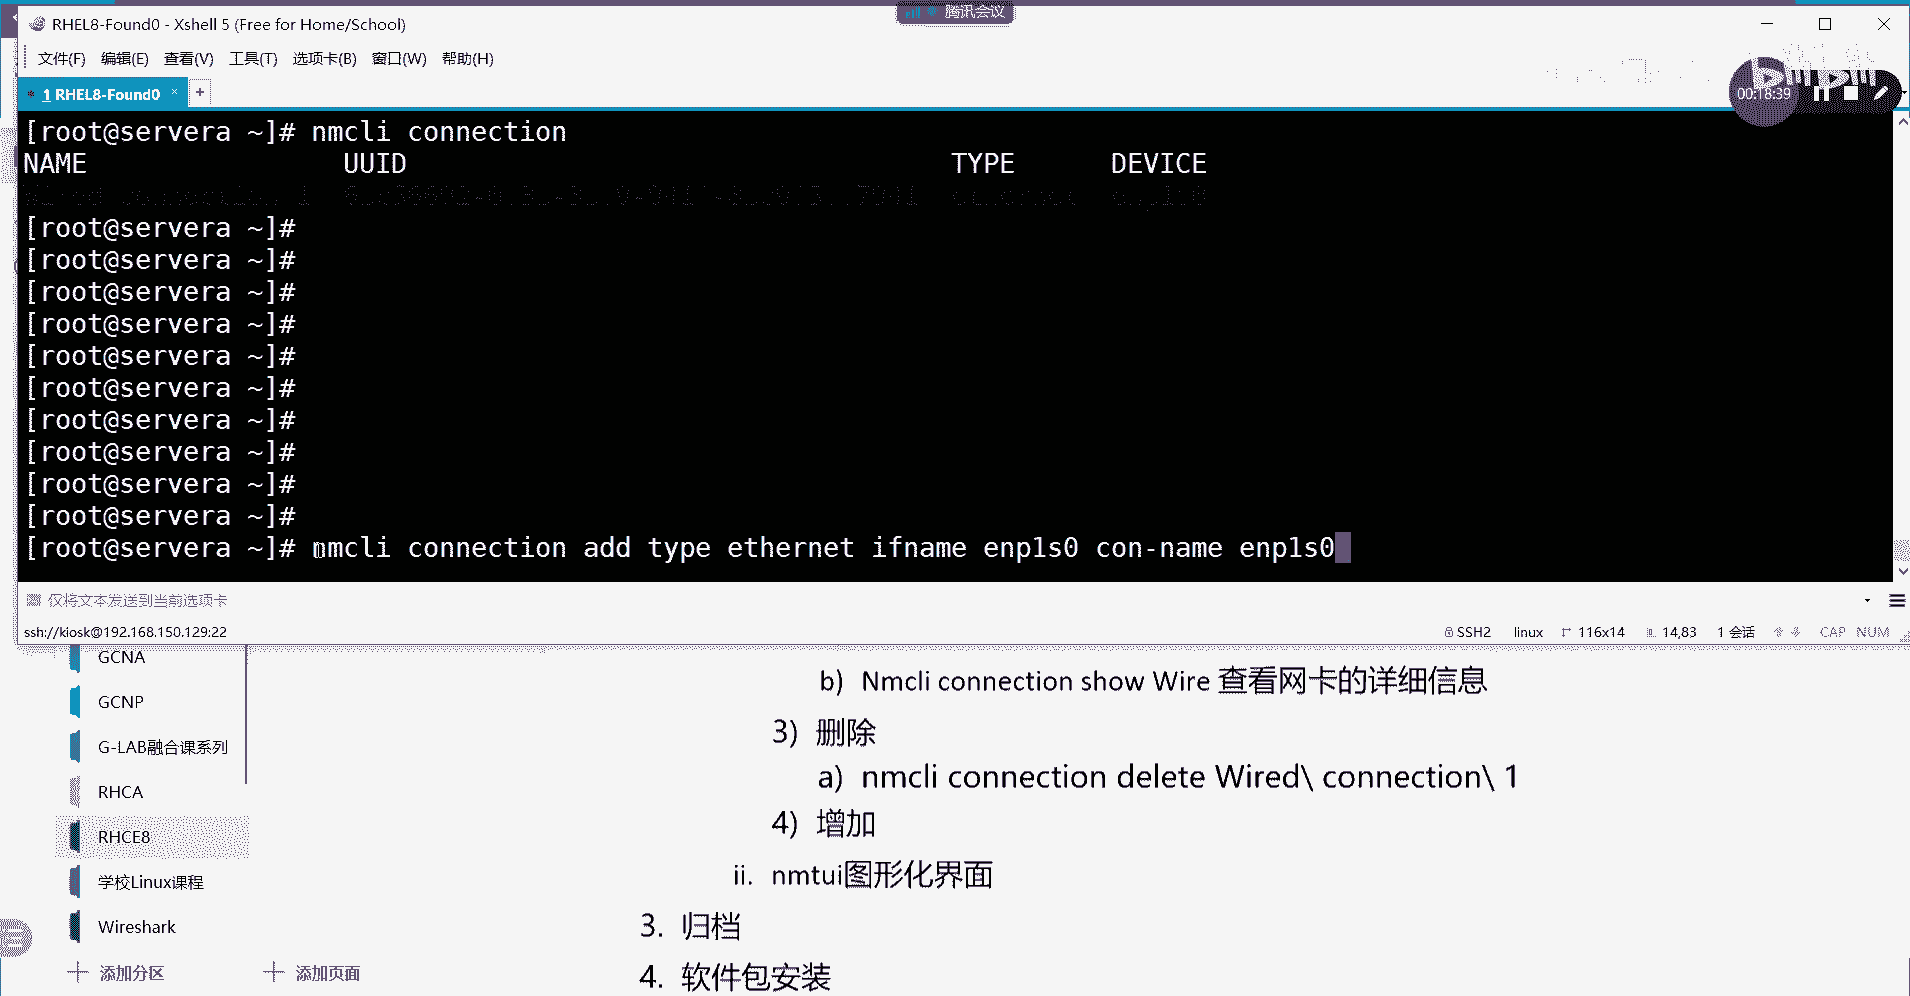 腾讯会议
RHEL8-Found0 - Xshell 5 (Free for Home/School)
文件(F) 编辑(E) 查看(V) 工具(T) 选项卡(B) 窗口(W) 帮助(H)
1 RHEL8-Found0 × +
00:18:39
[root@servera ~]# nmcli connection
NAME UUID TYPE DEVICE
[root@servera ~]#
[root@servera ~]#
[root@servera ~]#
[root@servera ~]#
[root@servera ~]#
[root@servera ~]#
[root@servera ~]#
[root@servera ~]#
[root@servera ~]#
[root@servera ~]#
[root@servera ~]# nmcli connection add type ethernet ifname enp1s0 con-name enp1s0
仅将文本发送到当前选项卡
ssh://kiosk@192.168.150.129:22 SSH2 linux 116x14 14,83 1 会话 CAP NUM
GCNA
GCNP
G-LAB融合课系列
RHCA
RHCE8
学校Linux课程
Wireshark
添加分区 添加页面
b) Nmcli connection show Wire 查看网卡的详细信息
3) 删除
a) nmcli connection delete Wired\ connection\ 1
4) 增加
ii. nmtui图形化界面
3. 归档
4. 软件包安装